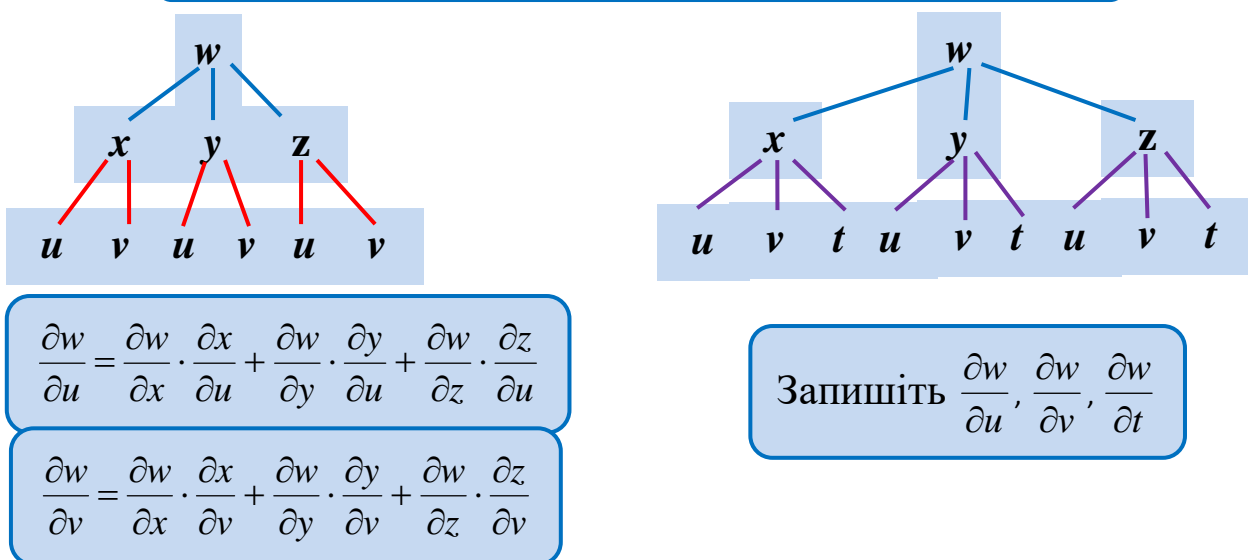 w w
x y z x y z
u v u v u v u v t u v t u v t
∂w/∂u = ∂w/∂x · ∂x/∂u + ∂w/∂y · ∂y/∂u + ∂w/∂z · ∂z/∂u
Запишіть ∂w/∂u, ∂w/∂v, ∂w/∂t
∂w/∂v = ∂w/∂x · ∂x/∂v + ∂w/∂y · ∂y/∂v + ∂w/∂z · ∂z/∂v